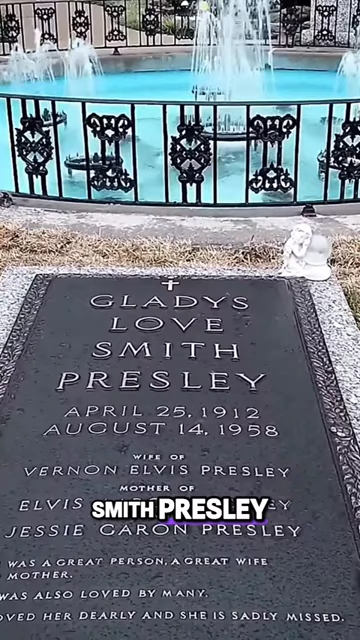 GLADYS
LOVE
SMITH
PRESLEY
APRIL 25, 1912
AUGUST 14, 1958
WIFE OF
VERNON ELVIS PRESLEY
MOTHER OF
ELVIS
SMITH PRESLEY
JESSIE GARON PRESLEY
WAS A GREAT PERSON, A GREAT WIFE
MOTHER.
WAS ALSO LOVED BY MANY.
HER DEARLY AND SHE IS SADLY MISSED.